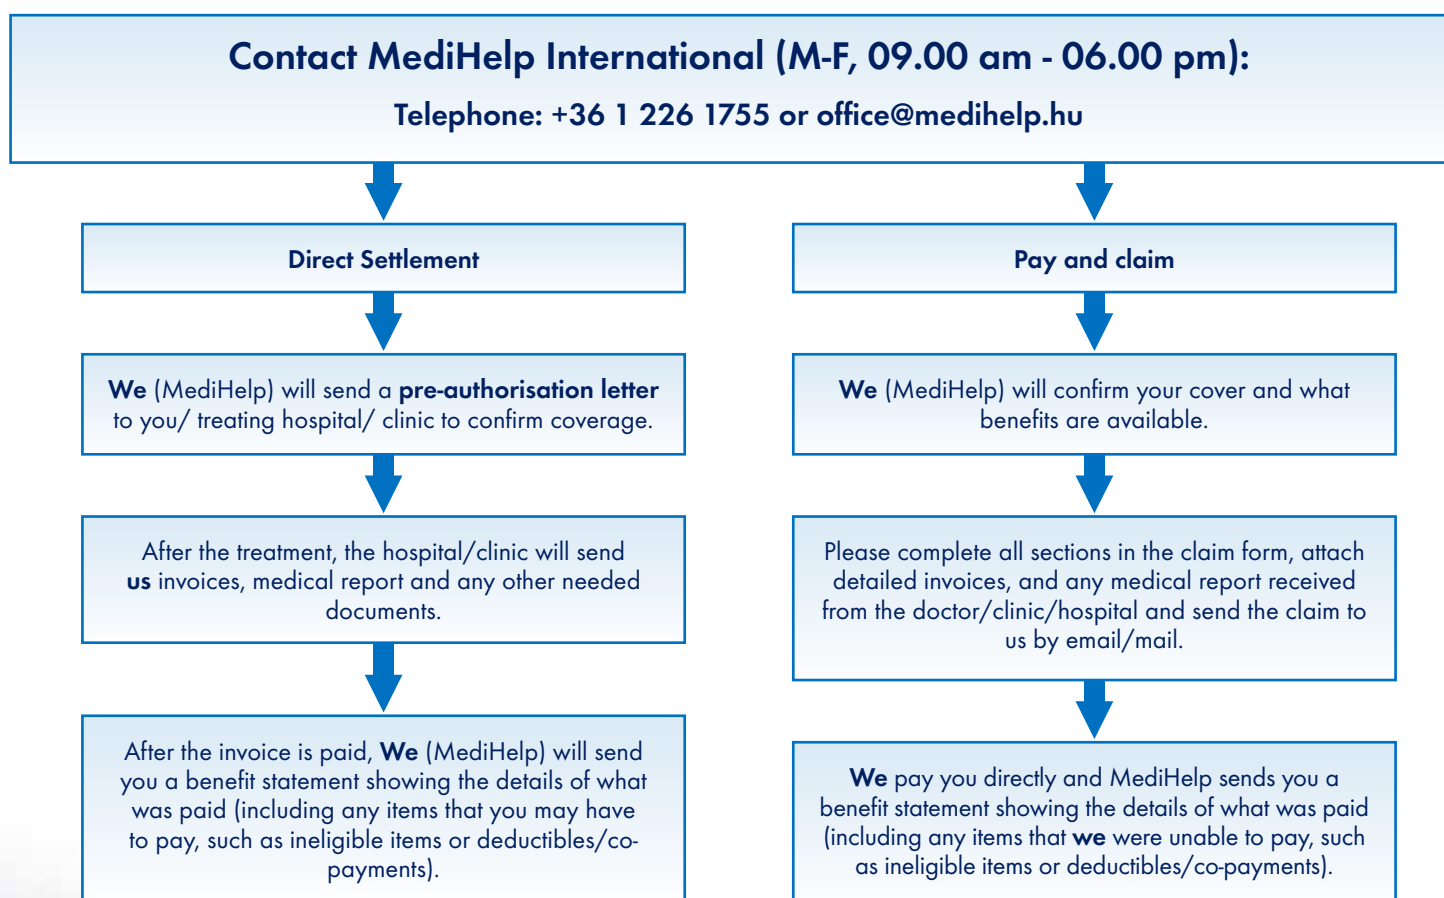 Contact MediHelp International (M-F, 09.00 am - 06.00 pm):
Telephone: +36 1 226 1755 or office@medihelp.hu
Direct Settlement
We (MediHelp) will send a pre-authorisation letter
to you/ treating hospital/ clinic to confirm coverage.
After the treatment, the hospital/clinic will send
us invoices, medical report and any other needed
documents.
After the invoice is paid, We (MediHelp) will send
you a benefit statement showing the details of what
was paid (including any items that you may have
to pay, such as ineligible items or deductibles/co-
payments).
Pay and claim
We (MediHelp) will confirm your cover and what
benefits are available.
Please complete all sections in the claim form, attach
detailed invoices, and any medical report received
from the doctor/clinic/hospital and send the claim to
us by email/mail.
We pay you directly and MediHelp sends you a
benefit statement showing the details of what was paid
(including any items that we were unable to pay, such
as ineligible items or deductibles/co-payments).